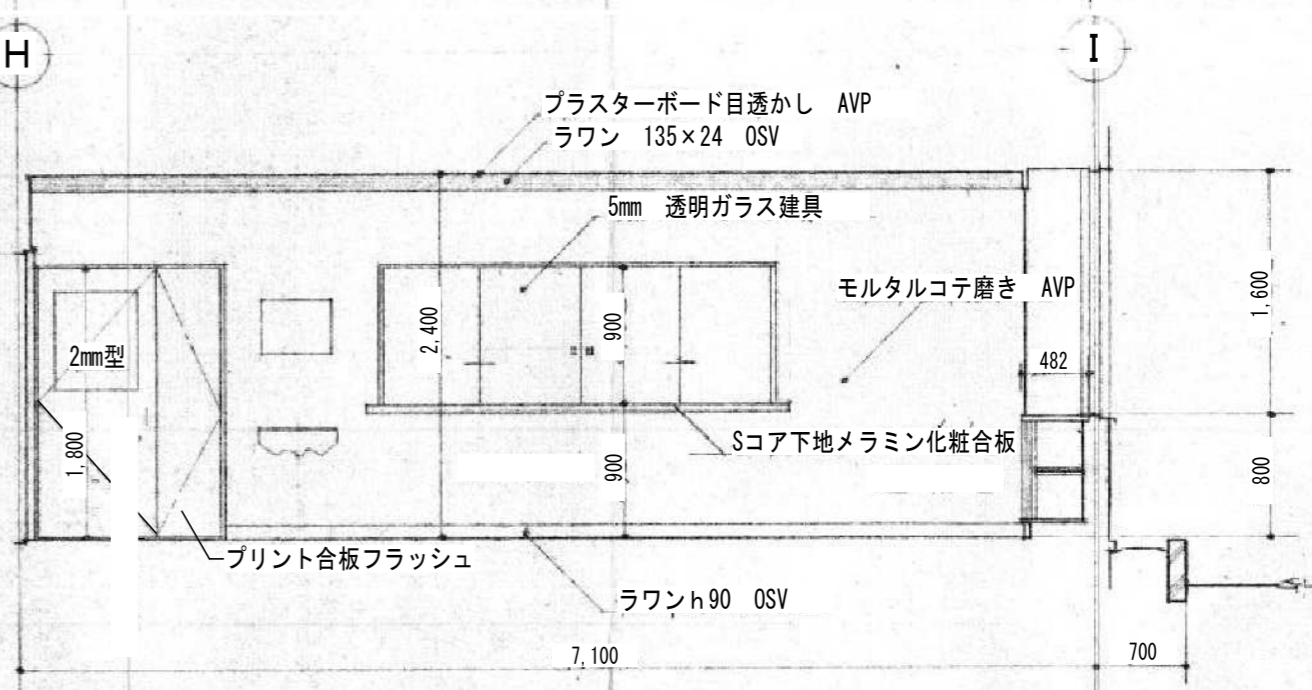 H
I
プラスターボード目透かし AVP
ラワン 135×24 OSV
5mm 透明ガラス建具
モルタルコテ磨き AVP
2mm型
2,400
900
1,600
482
1,800
900
Sコア下地メラミン化粧合板
800
プリント合板フラッシュ
ラワンh90 OSV
7,100
700